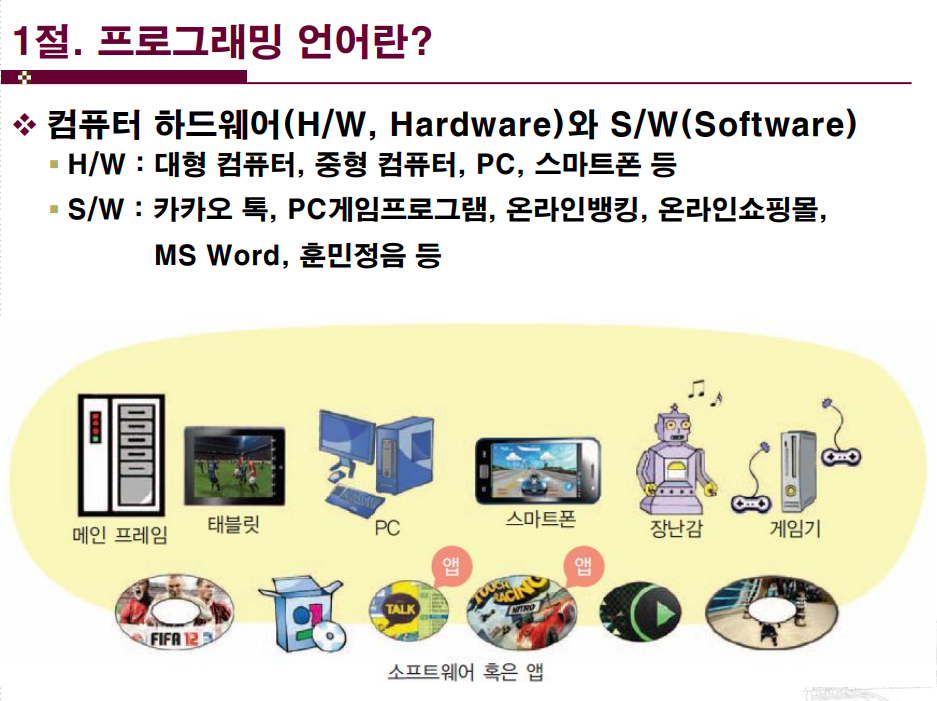 1절. 프로그래밍 언어란?
컴퓨터 하드웨어(H/W, Hardware)와 S/W(Software)
H/W : 대형 컴퓨터, 중형 컴퓨터, PC, 스마트폰 등
S/W : 카카오 톡, PC게임프로그램, 온라인뱅킹, 온라인쇼핑몰,
MS Word, 훈민정음 등
메인 프레임
태블릿
PC
스마트폰
장난감
게임기
앱
앱
FIFA 12
TALK
TOUCH RACING
NITRO
소프트웨어 혹은 앱